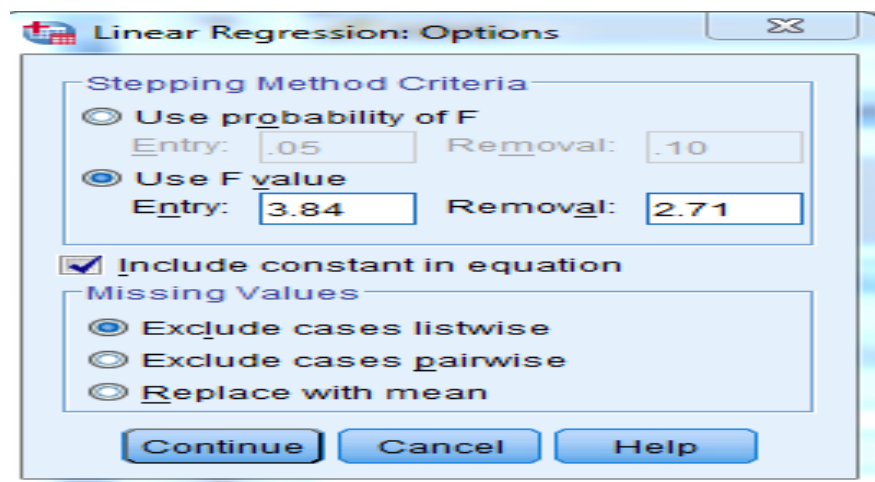 Linear Regression: Options
Stepping Method Criteria
Use probability of F
Entry: .05 Removal: .10
Use F value
Entry: 3.84 Removal: 2.71
Include constant in equation
Missing Values
Exclude cases listwise
Exclude cases pairwise
Replace with mean
Continue Cancel Help